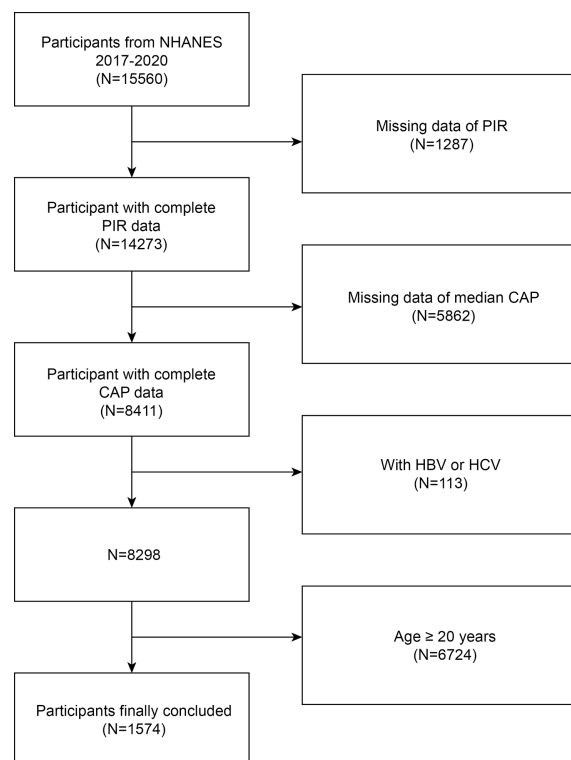 Participants from NHANES
2017-2020
(N=15560)
Missing data of PIR
(N=1287)
Participant with complete
PIR data
(N=14273)
Missing data of median CAP
(N=5862)
Participant with complete
CAP data
(N=8411)
With HBV or HCV
(N=113)
N=8298
Age ≥ 20 years
(N=6724)
Participants finally concluded
(N=1574)